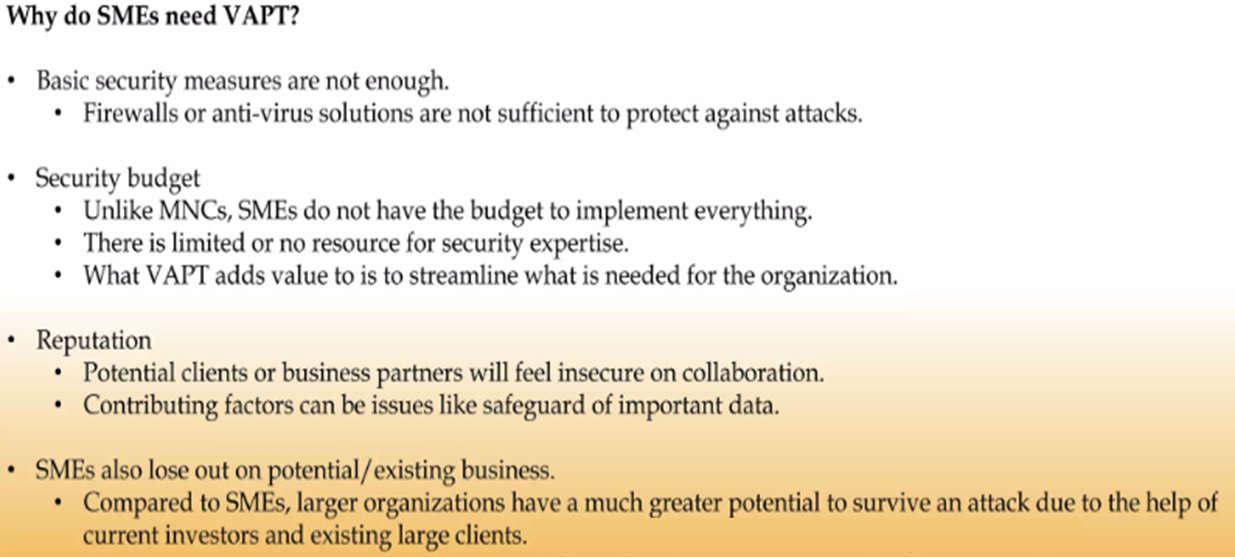 Why do SMEs need VAPT?
• Basic security measures are not enough.
• Firewalls or anti-virus solutions are not sufficient to protect against attacks.
• Security budget
• Unlike MNCs, SMEs do not have the budget to implement everything.
• There is limited or no resource for security expertise.
• What VAPT adds value to is to streamline what is needed for the organization.
• Reputation
• Potential clients or business partners will feel insecure on collaboration.
• Contributing factors can be issues like safeguard of important data.
• SMEs also lose out on potential/existing business.
• Compared to SMEs, larger organizations have a much greater potential to survive an attack due to the help of
current investors and existing large clients.